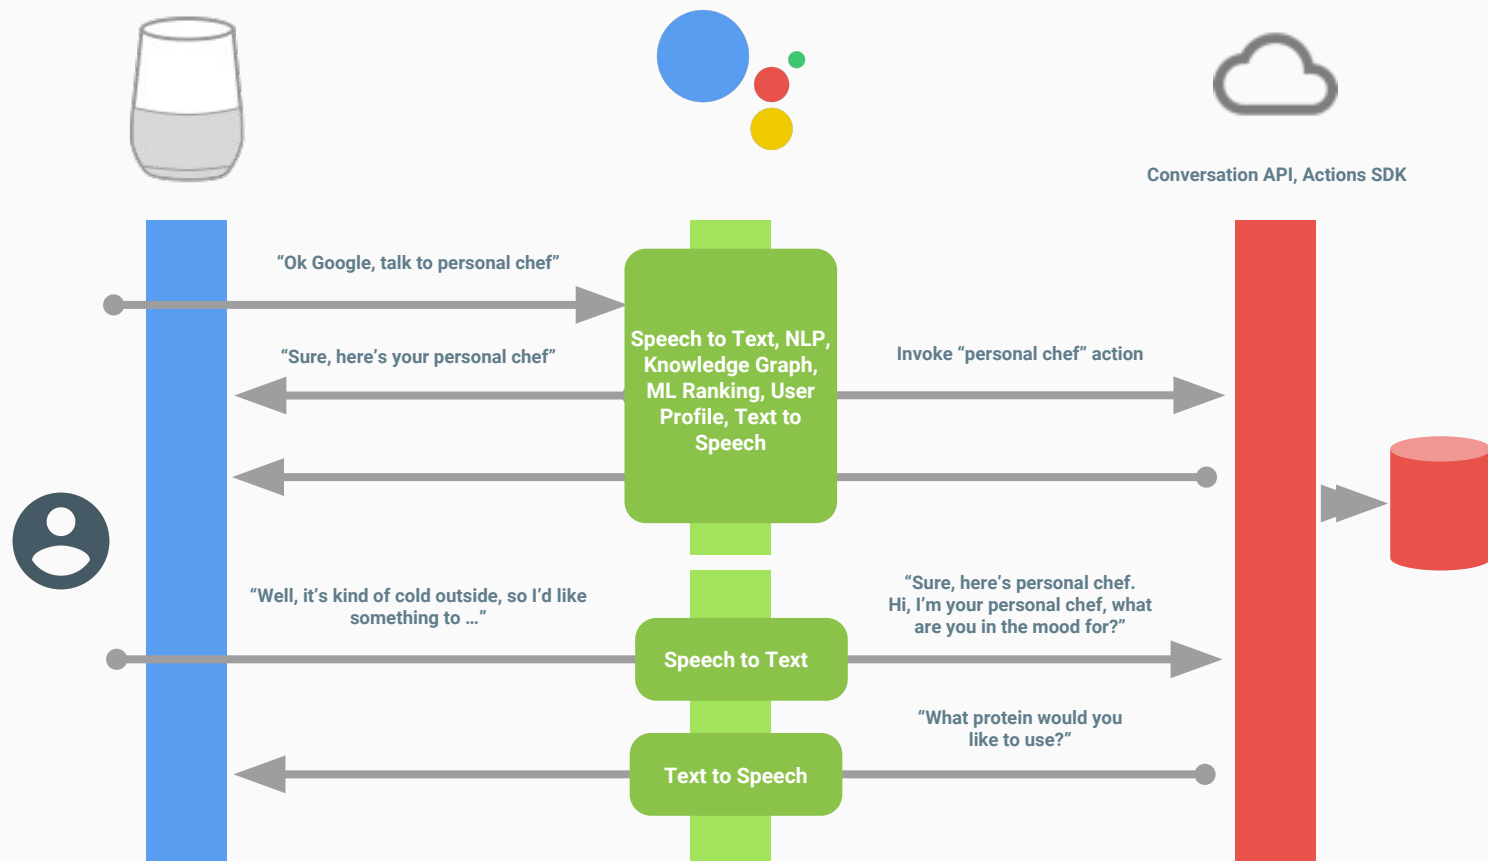 Conversation API, Actions SDK
“Ok Google, talk to personal chef”
Speech to Text, NLP,
Knowledge Graph,
ML Ranking, User
Profile, Text to
Speech
“Sure, here’s your personal chef”
Invoke “personal chef” action
“Well, it’s kind of cold outside, so I’d like
something to …”
“Sure, here’s personal chef.
Hi, I’m your personal chef, what
are you in the mood for?”
Speech to Text
“What protein would you
like to use?”
Text to Speech